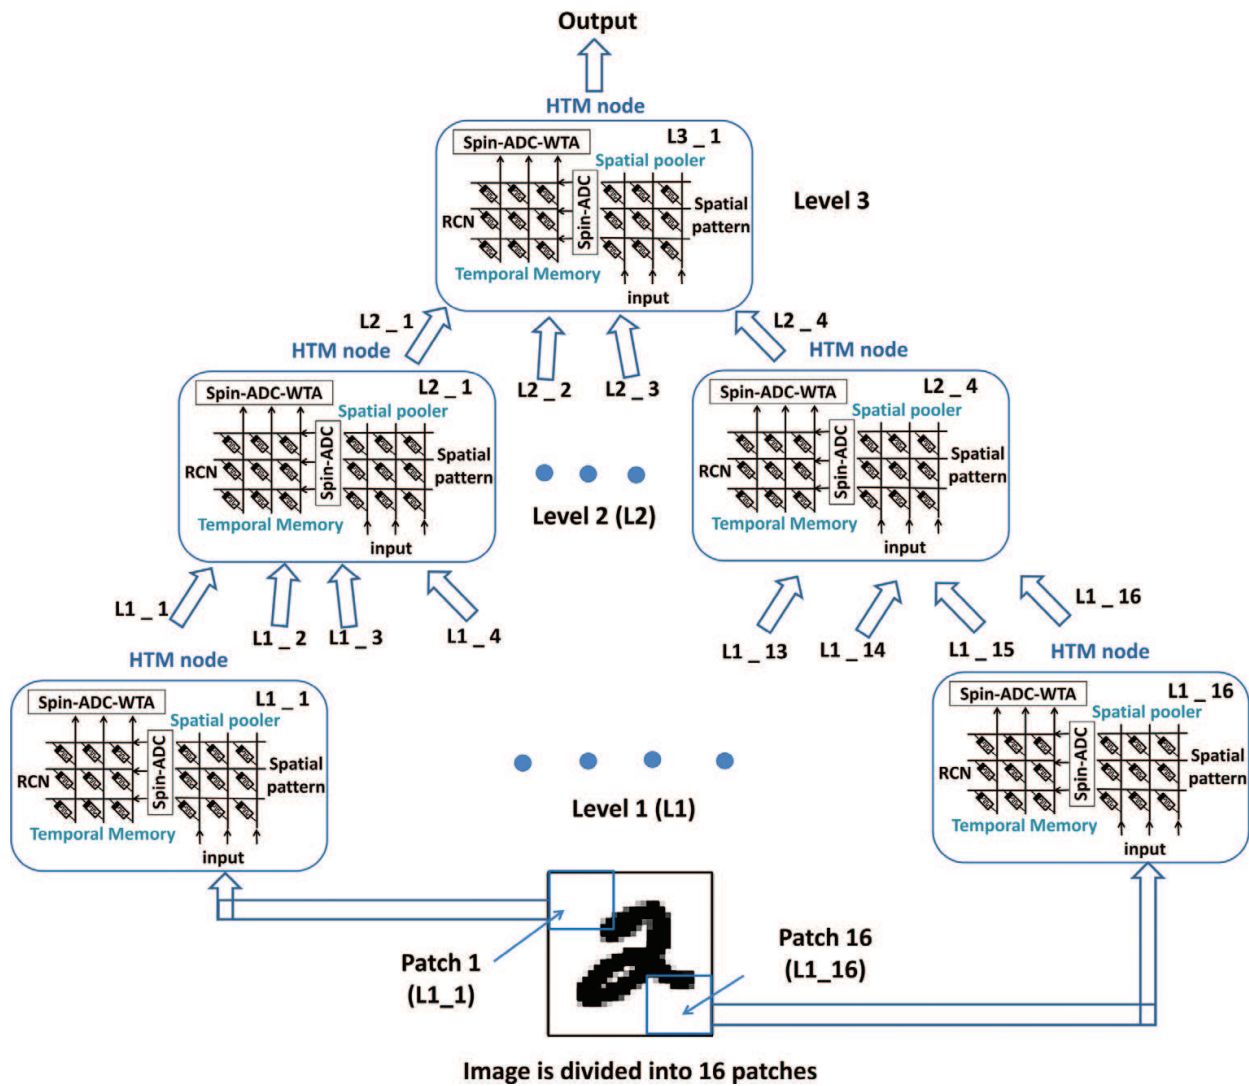 Output
HTM node
L3 _ 1
Spin-ADC-WTA
Spatial pooler
Spin-ADC
RCN
Spatial
pattern
Temporal Memory
input
Level 3
L2 _ 1
L2 _ 2
L2 _ 3
L2 _ 4
HTM node
L2 _ 1
Spin-ADC-WTA
Spatial pooler
Spin-ADC
RCN
Spatial
pattern
Temporal Memory
input
Level 2 (L2)
HTM node
L2 _ 4
Spin-ADC-WTA
Spatial pooler
Spin-ADC
RCN
Spatial
pattern
Temporal Memory
input
L1 _ 1
L1 _ 2
L1 _ 3
L1 _ 4
L1 _ 13
L1 _ 14
L1 _ 15
L1 _ 16
HTM node
L1 _ 1
Spin-ADC-WTA
Spatial pooler
Spin-ADC
RCN
Spatial
pattern
Temporal Memory
input
Level 1 (L1)
HTM node
L1 _ 16
Spin-ADC-WTA
Spatial pooler
Spin-ADC
RCN
Spatial
pattern
Temporal Memory
input
Patch 1
(L1_1)
2
Patch 16
(L1_16)
Image is divided into 16 patches